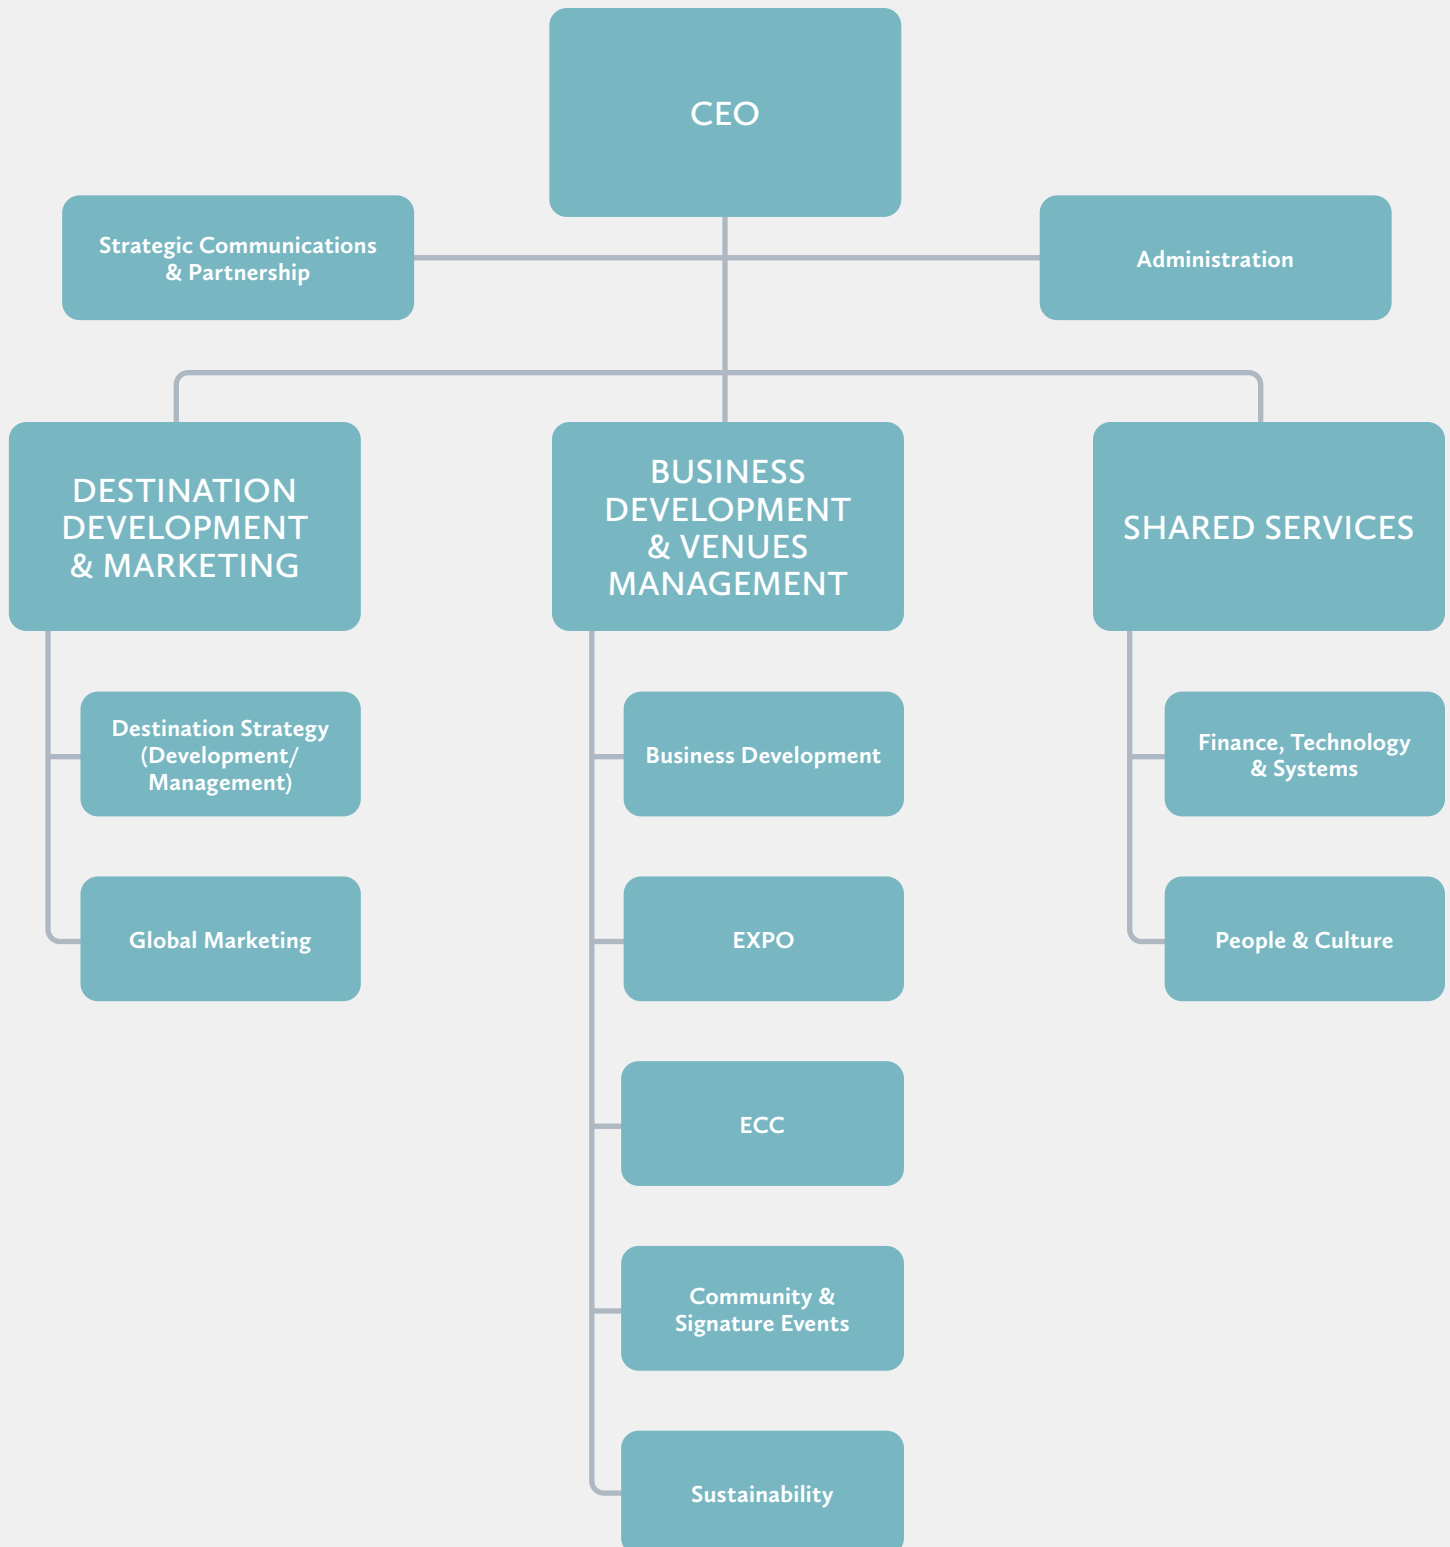 CEO
Strategic Communications
& Partnership
Administration
DESTINATION
DEVELOPMENT
& MARKETING
BUSINESS
DEVELOPMENT
& VENUES
MANAGEMENT
SHARED SERVICES
Destination Strategy
(Development/
Management)
Global Marketing
Business Development
EXPO
ECC
Community &
Signature Events
Sustainability
Finance, Technology
& Systems
People & Culture